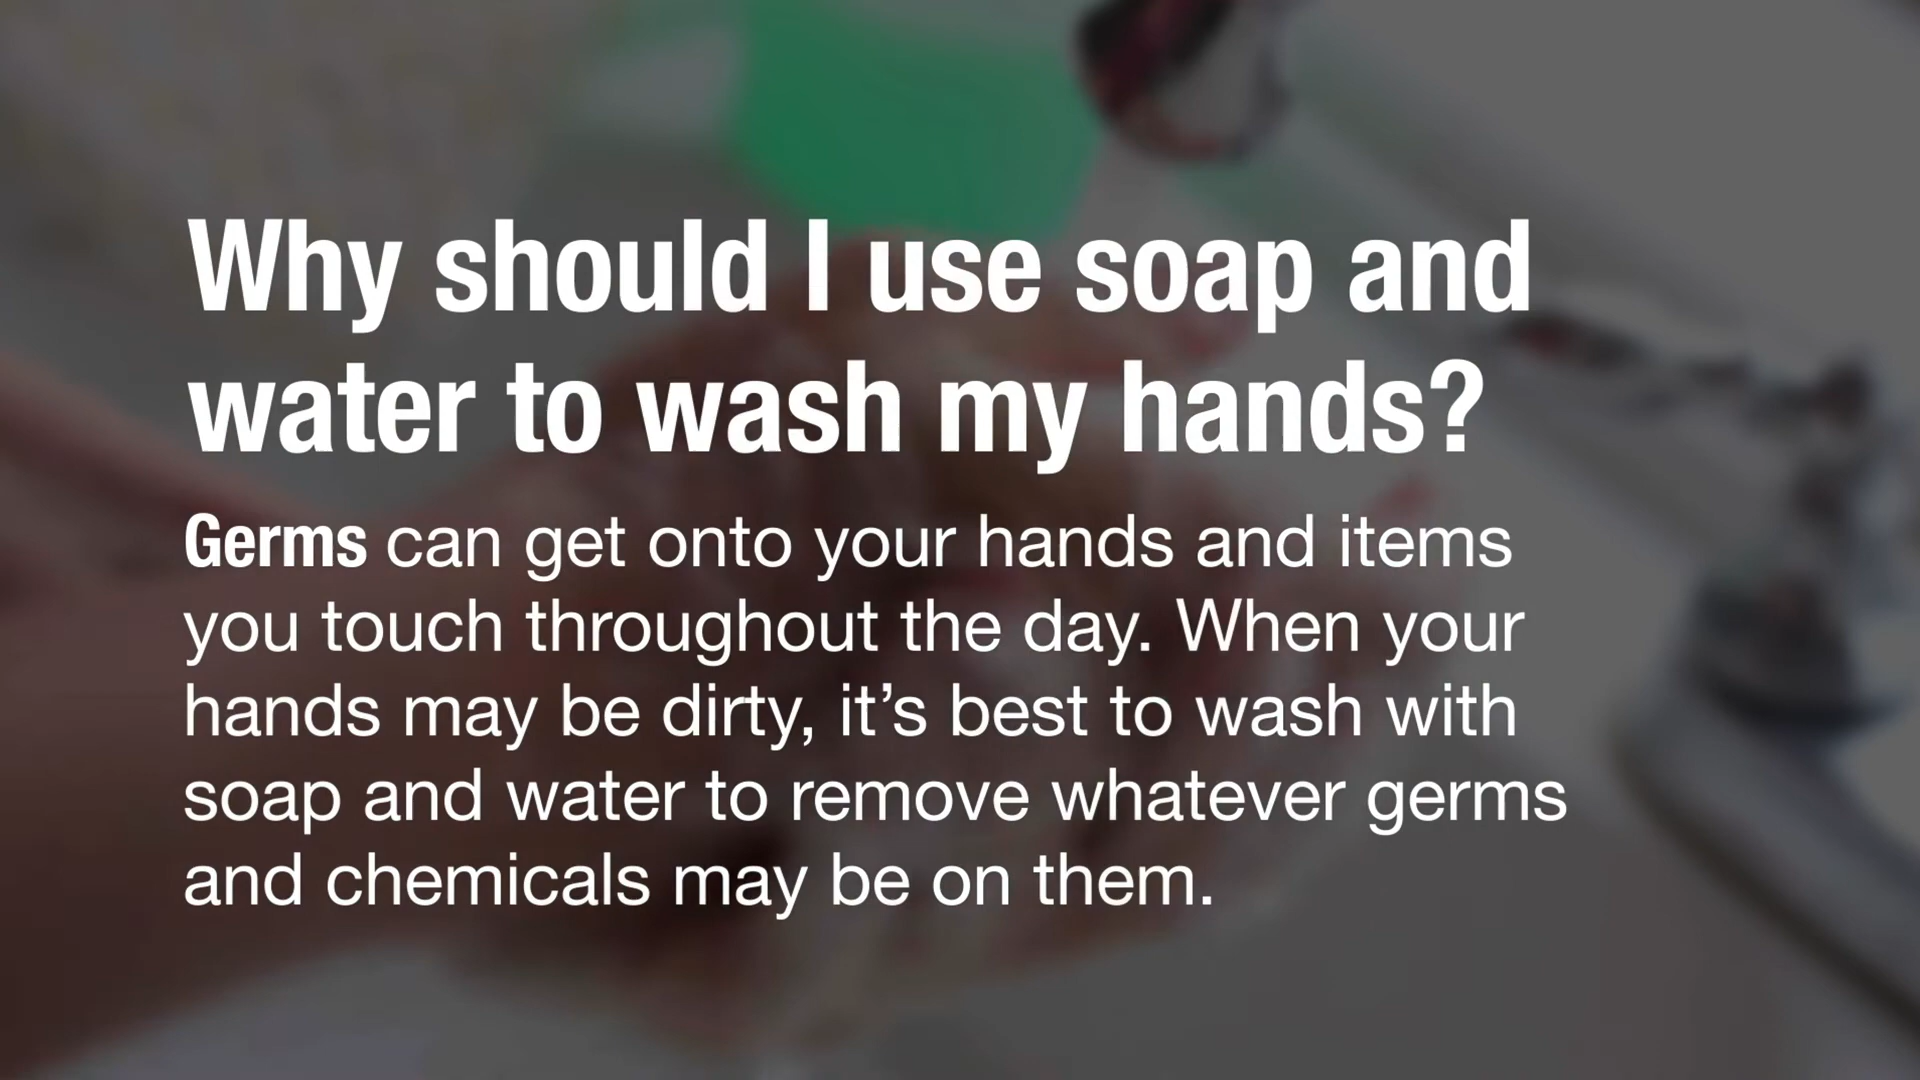 Why should I use soap and
water to wash my hands?
Germs can get onto your hands and items
you touch throughout the day. When your
hands may be dirty, it’s best to wash with
soap and water to remove whatever germs
and chemicals may be on them.